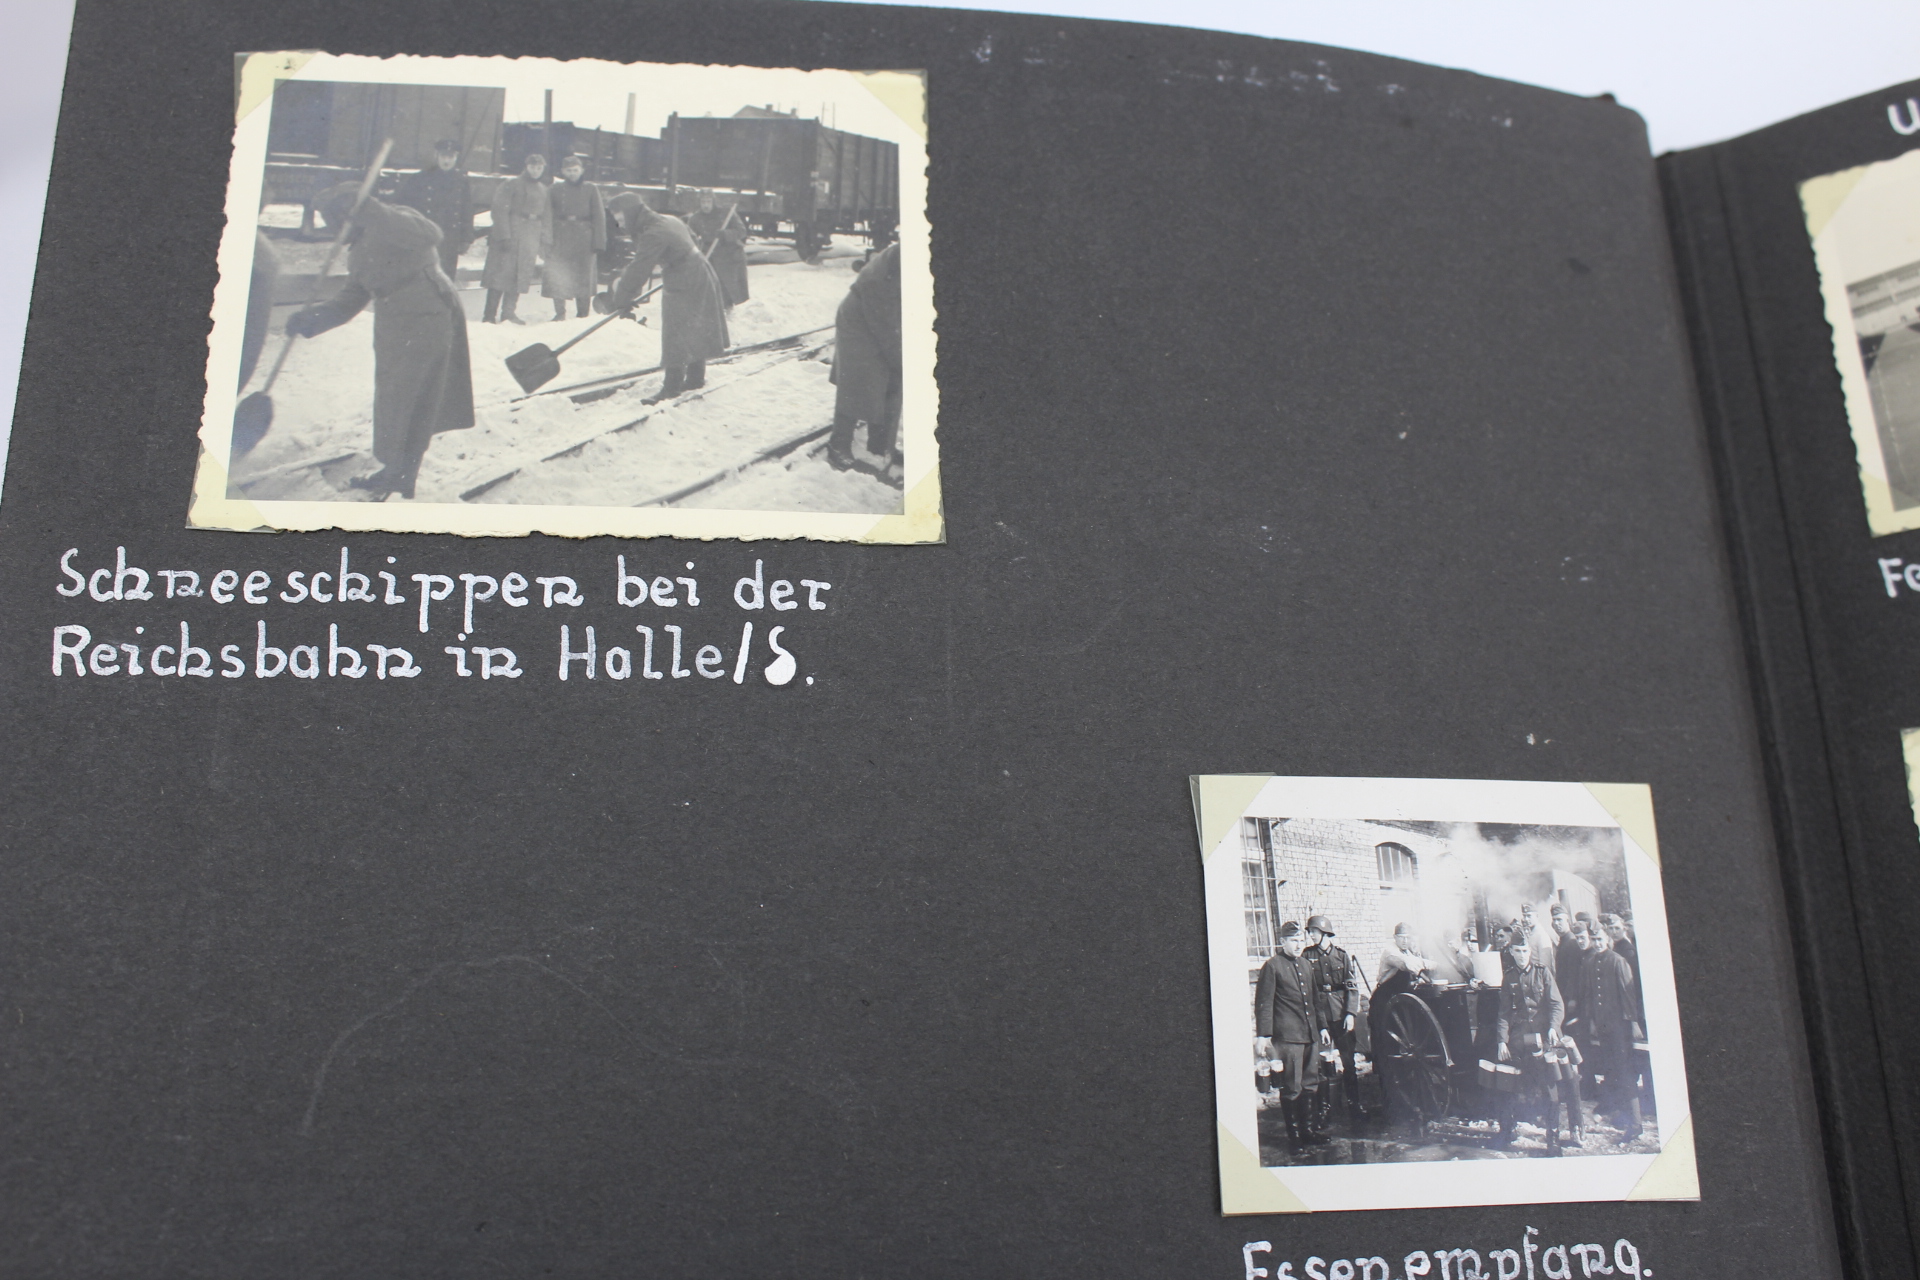 Schneeschippen bei der
Reichsbahn in Halle/S.
Essenempfang.